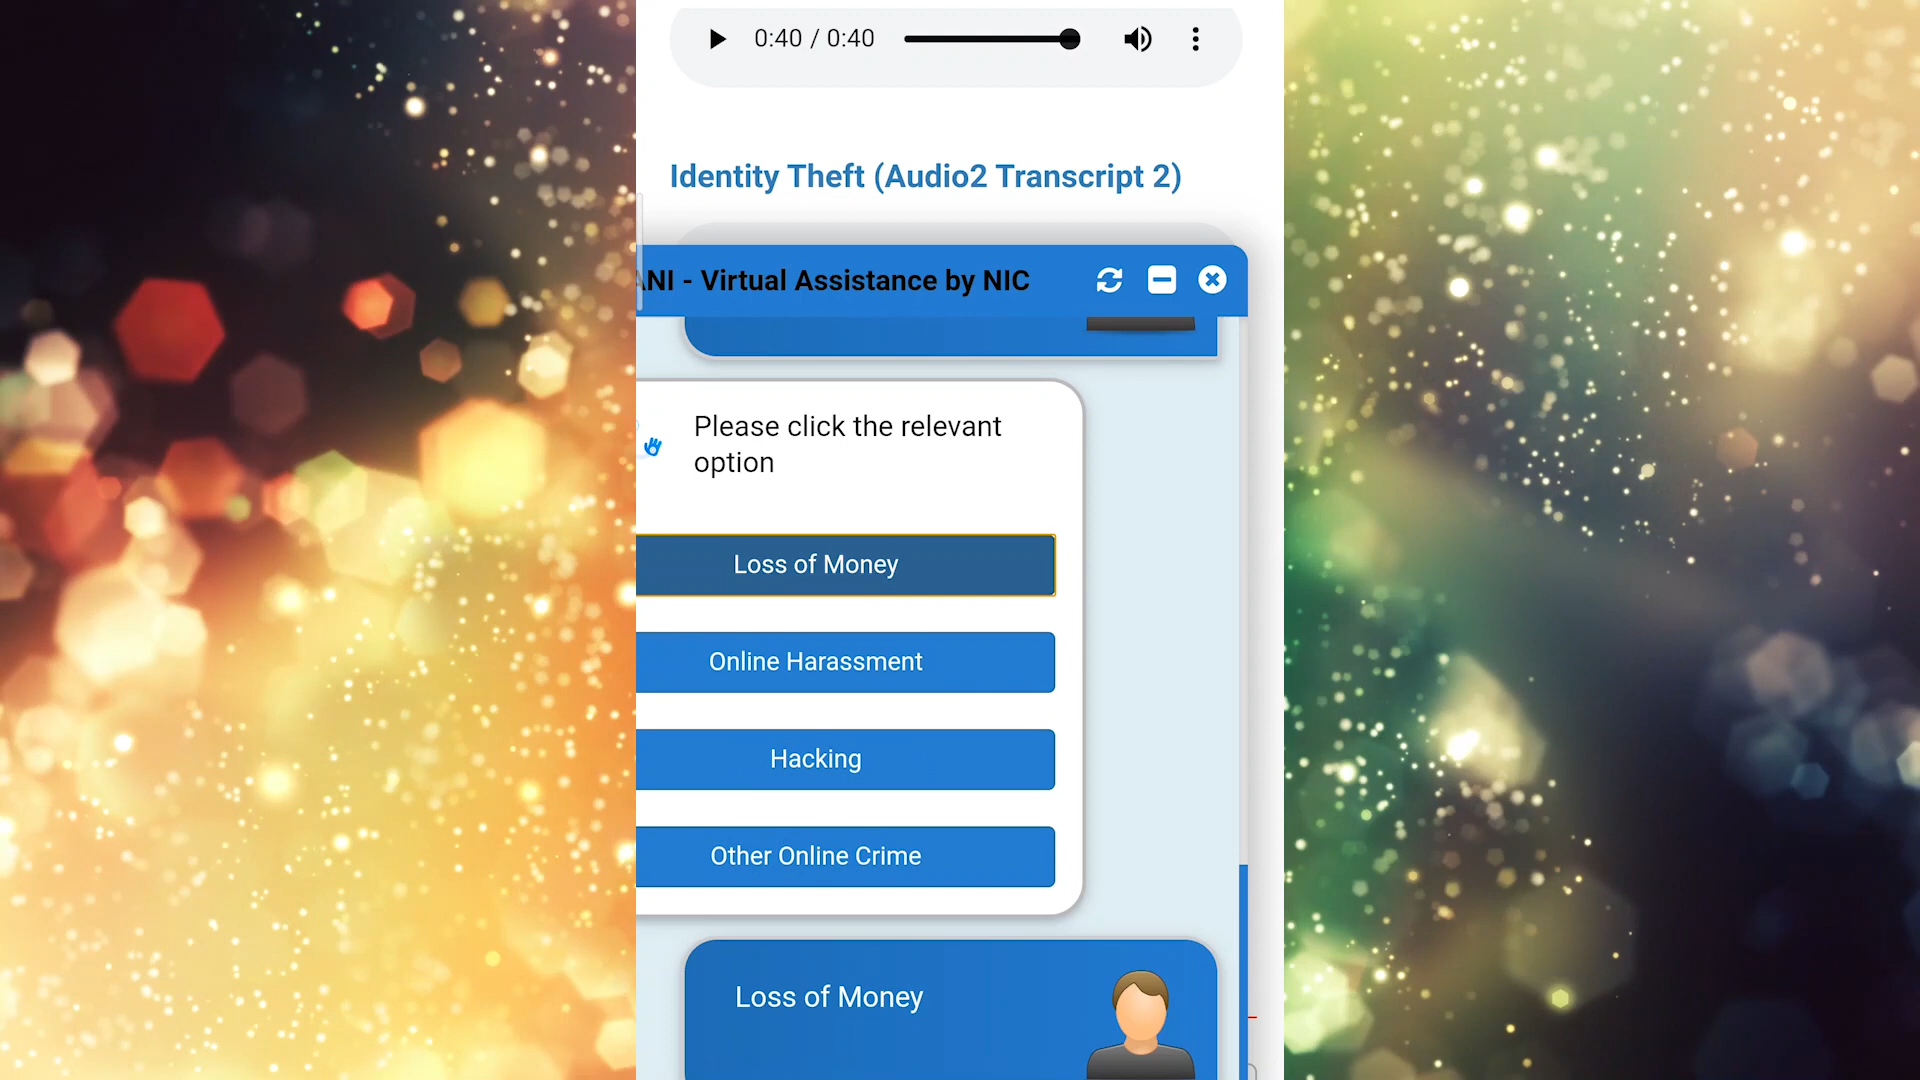 0:40 / 0:40
Identity Theft (Audio2 Transcript 2)
ANI - Virtual Assistance by NIC
Please click the relevant
option
Loss of Money
Online Harassment
Hacking
Other Online Crime
Loss of Money